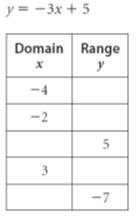 y = −3x + 5
Domain Range
x y
−4
−2
5
3
−7